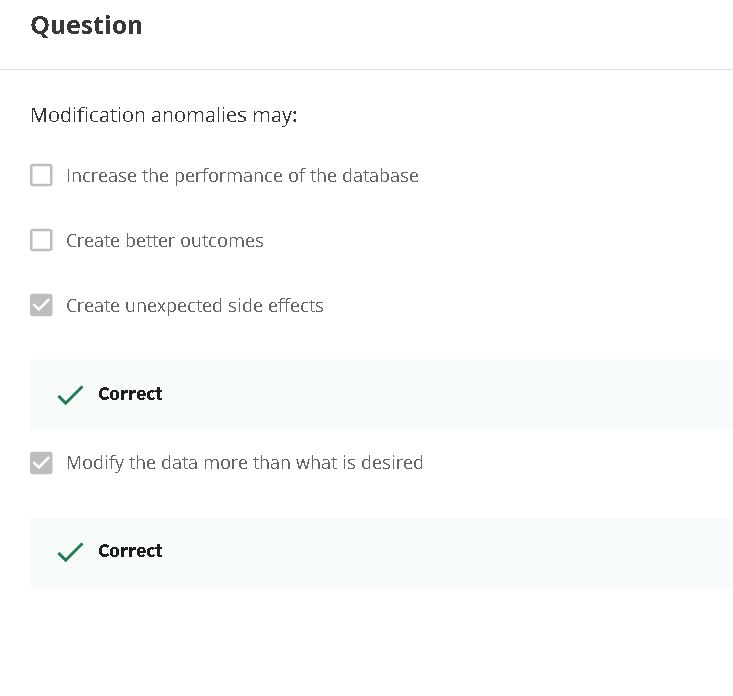 Question
Modification anomalies may:
Increase the performance of the database
Create better outcomes
Create unexpected side effects
Correct
Modify the data more than what is desired
Correct